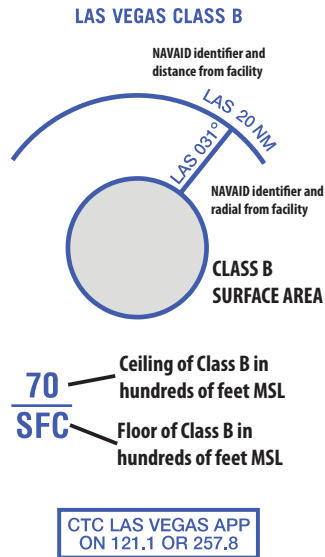 LAS VEGAS CLASS B
NAVAID identifier and
distance from facility
LAS 20 NM
LAS 031°
NAVAID identifier and
radial from facility
CLASS B
SURFACE AREA
70
Ceiling of Class B in
hundreds of feet MSL
SFC
Floor of Class B in
hundreds of feet MSL
CTC LAS VEGAS APP
ON 121.1 OR 257.8